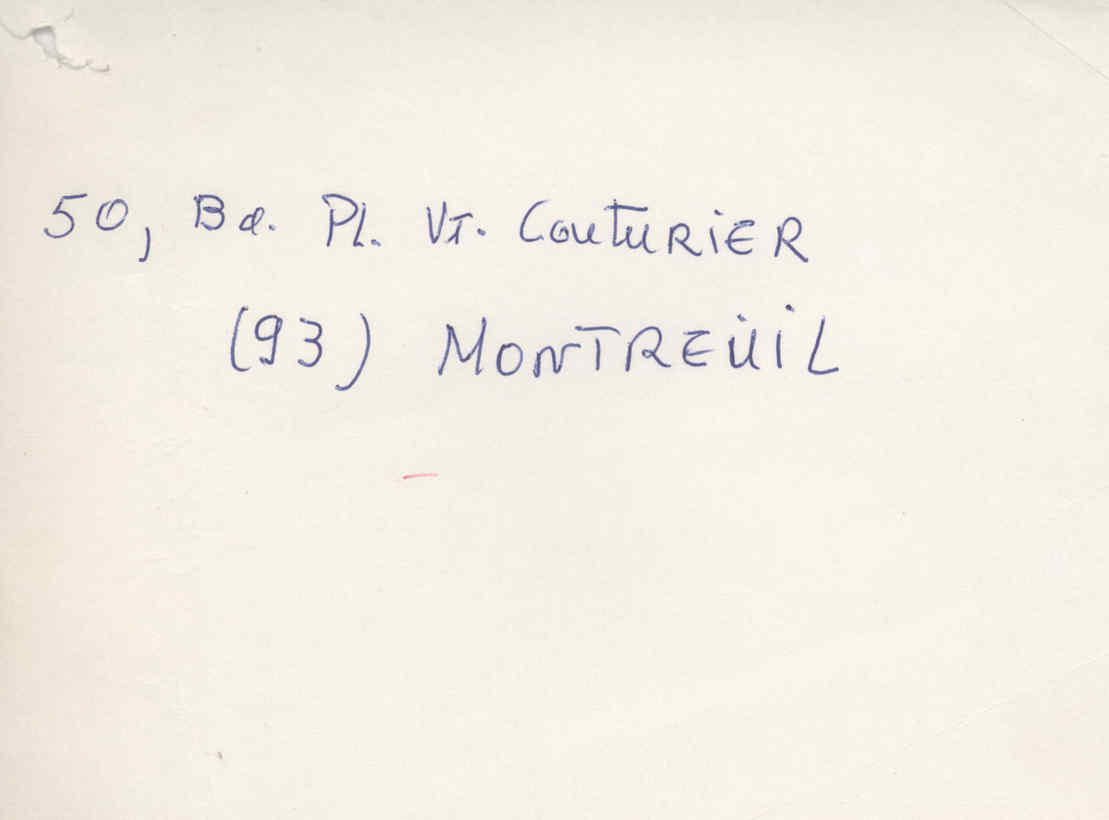 50, Bd. Pl. Vt. CoutuRiER
(93) MONTREUiL